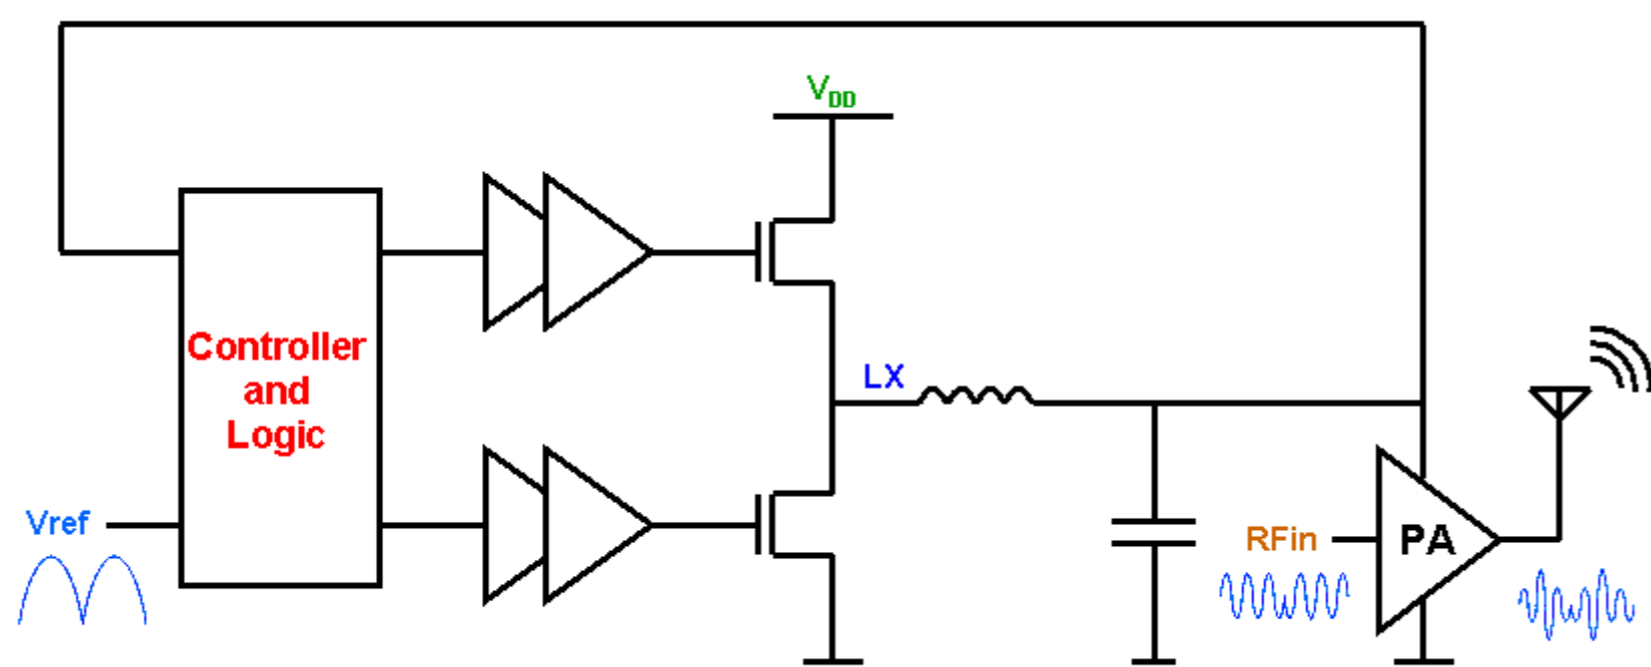 VDD
Controller
and
Logic
LX
Vref
RFin
PA